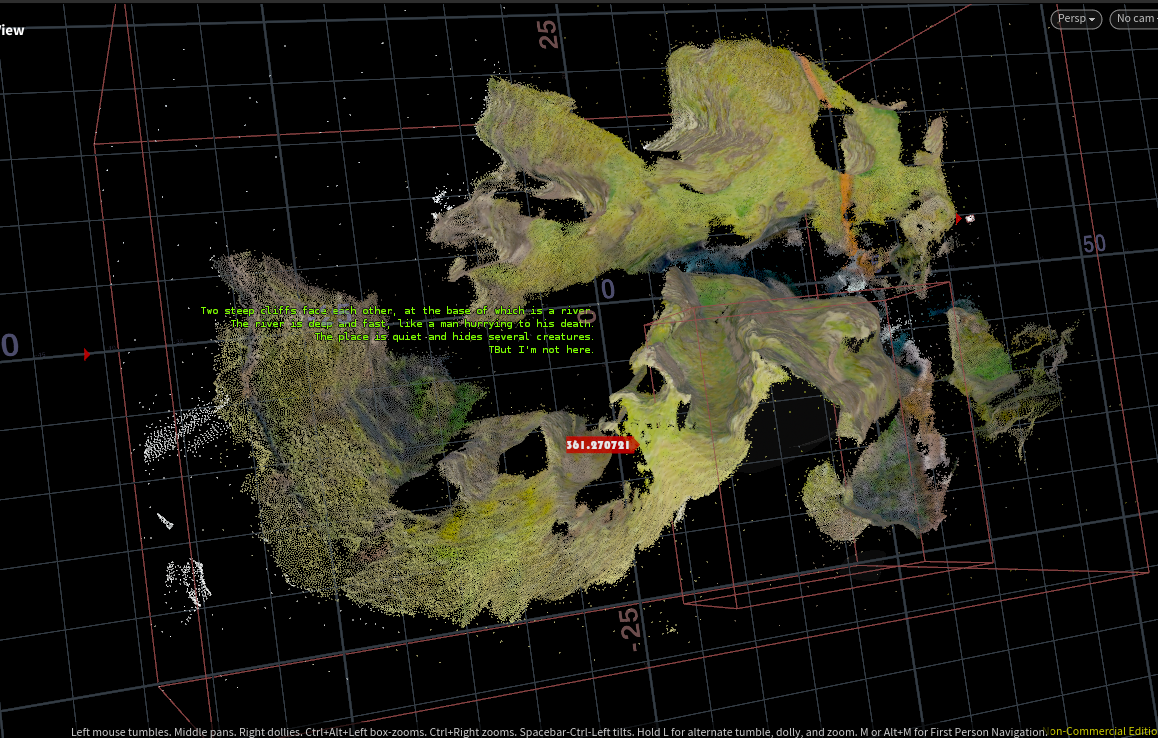 View
Persp
No cam
25
50
0
Two steep cliffs face each other, at the base of which is a river.
The river is deep and fast, like a man hurrying to his death.
The place is quiet and hides several creatures.
TBut I'm not here.
0
361.270721
-25
Left mouse tumbles. Middle pans. Right dollies. Ctrl+Alt+Left box-zooms. Ctrl+Right zooms. Spacebar-Ctrl-Left tilts. Hold L for alternate tumble, dolly, and zoom. M or Alt+M for First Person Navigation.
Non-Commercial Editio